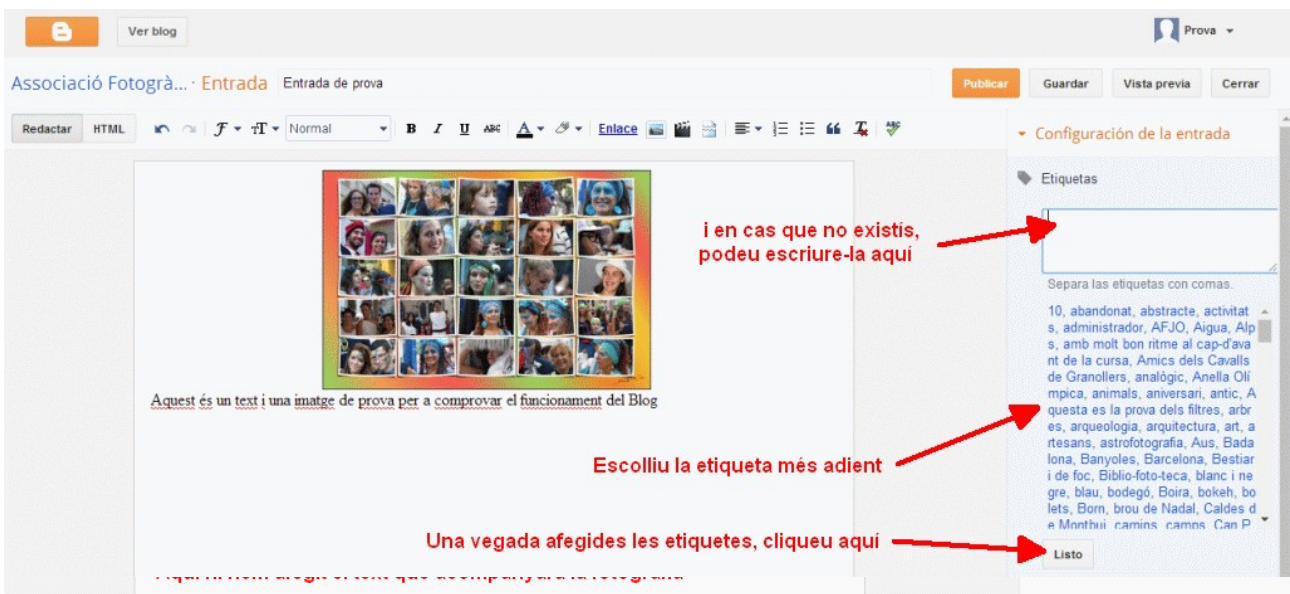 Ver blog
Prova
Associació Fotogrà... · Entrada Entrada de prova Publicar Guardar Vista previa Cerrar
Redactar HTML Normal B I U ABC A Enlace ABC
Configuración de la entrada
Etiquetas
i en cas que no existís,
podeu escriure-la aquí
Separa las etiquetas con comas.
10, abandonat, abstracte, activitat
s, administrador, AFJO, Aigua, Alp
s, amb molt bon ritme al cap-d'ava
nt de la cursa, Amics dels Cavalls
de Granollers, analògic, Anella Olí
mpica, animals, aniversari, antic, A
questa es la prova dels filtres, arbr
es, arqueologia, arquitectura, art, a
rtesans, astrofotografia, Aus, Bada
lona, Banyoles, Barcelona, Bestiar
i de foc, Biblio-foto-teca, blanc i ne
gre, blau, bodegó, Boira, bokeh, bo
lets, Born, brou de Nadal, Caldes d
e Montbui, camins, camps, Can P
Aquest és un text i una imatge de prova per a comprovar el funcionament del Blog
Escolliu la etiqueta més adient
Una vegada afegides les etiquetes, cliqueu aquí
Listo